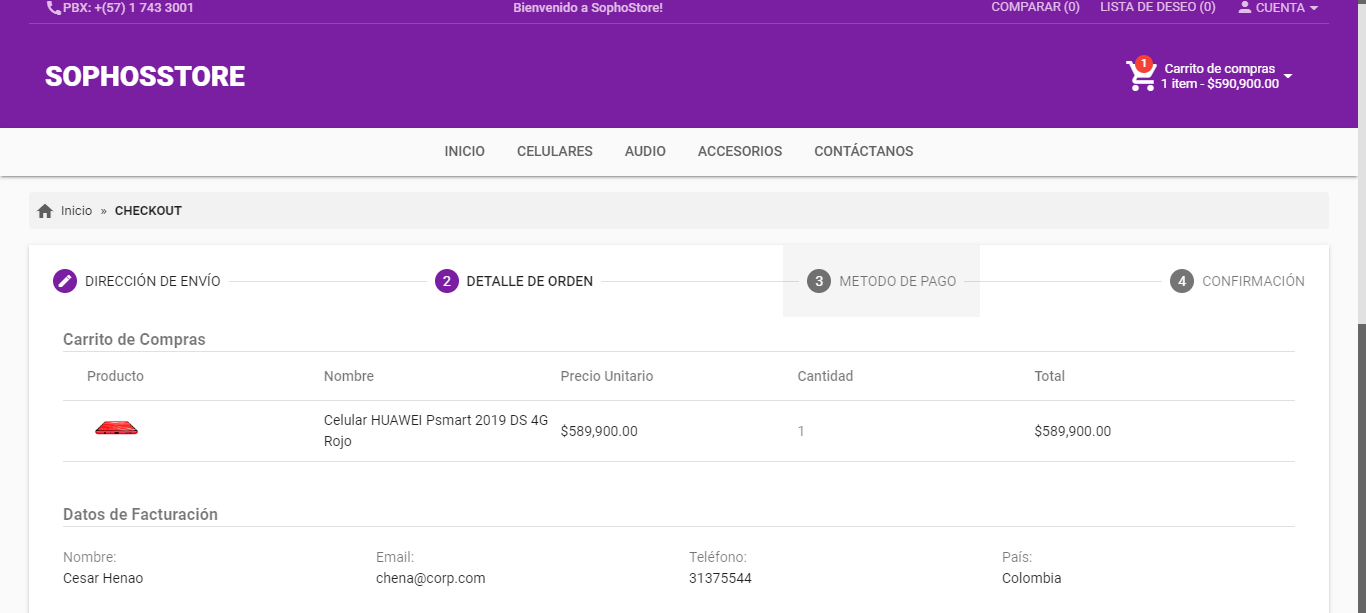 PBX: +(57) 1 743 3001
Bienvenido a SophoStore!
COMPARAR (0)
LISTA DE DESEO (0)
CUENTA
SOPHOSSTORE
1
Carrito de compras
1 item - $590,900.00
INICIO
CELULARES
AUDIO
ACCESORIOS
CONTÁCTANOS
Inicio » CHECKOUT
DIRECCIÓN DE ENVÍO
2 DETALLE DE ORDEN
3 METODO DE PAGO
4 CONFIRMACIÓN
Carrito de Compras
Producto
Nombre
Precio Unitario
Cantidad
Total
Celular HUAWEI Psmart 2019 DS 4G
Rojo
$589,900.00
1
$589,900.00
Datos de Facturación
Nombre:
Cesar Henao
Email:
chena@corp.com
Teléfono:
31375544
País:
Colombia